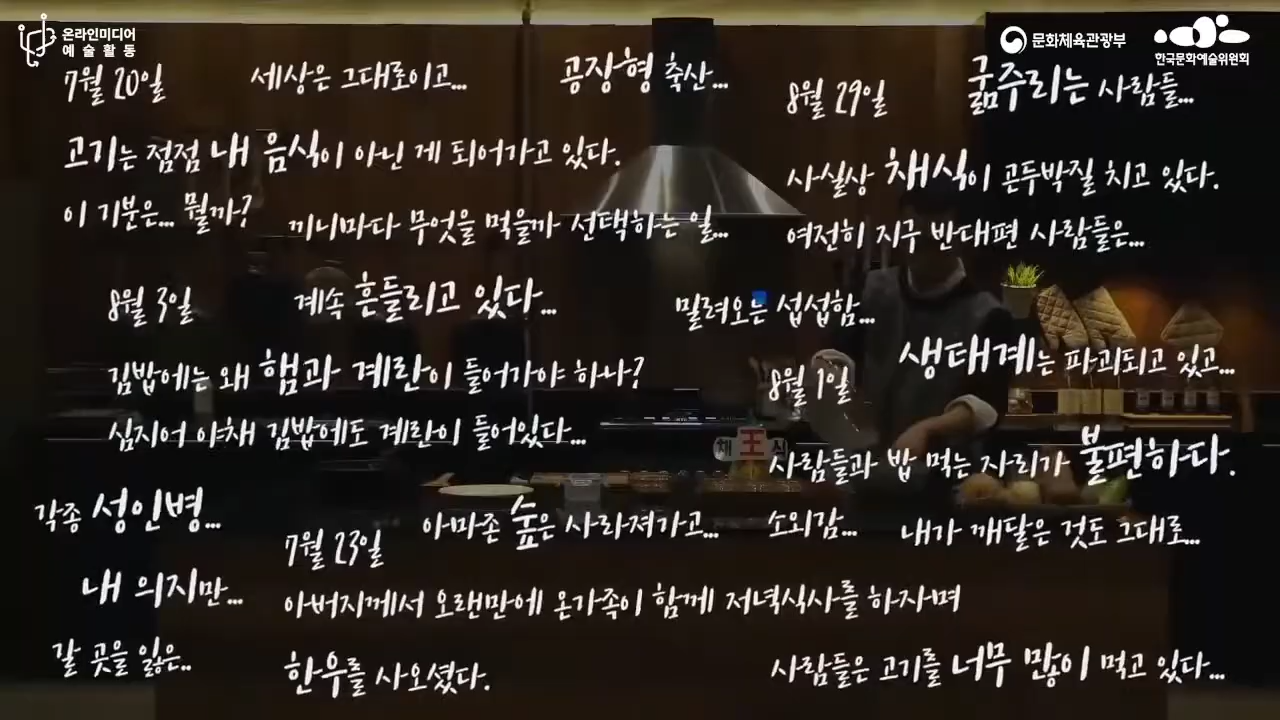 온라인미디어
예술활동
문화체육관광부
한국문화예술위원회
7월 20일
세상은 그대로이고...
공장형 축산...
고기는 점점 내 음식이 아닌 게 되어가고 있다.
이 기분은... 뭘까?
끼니마다 무엇을 먹을까 선택하는 일...
8월 29일
굶주리는 사람들...
사실상 채식이 곤두박질 치고 있다.
여전히 지구 반대편 사람들은...
8월 3일
계속 흔들리고 있다...
밀려오는 섭섭함...
김밥에는 왜 햄과 계란이 들어가야 하나?
심지어 야채 김밥에도 계란이 들어있다...
생태계는 파괴되고 있고...
8월 1일
채王식
사람들과 밥 먹는 자리가 불편하다.
각종 성인병...
아마존 숲은 사라져가고...
소외감...
내가 깨달은 것도 그대로...
7월 23일
내 의지만...
아버지께서 오랜만에 온가족이 함께 저녁식사를 하자며
갈 곳을 잃은..
한우를 사오셨다.
사람들은 고기를 너무 많이 먹고 있다...